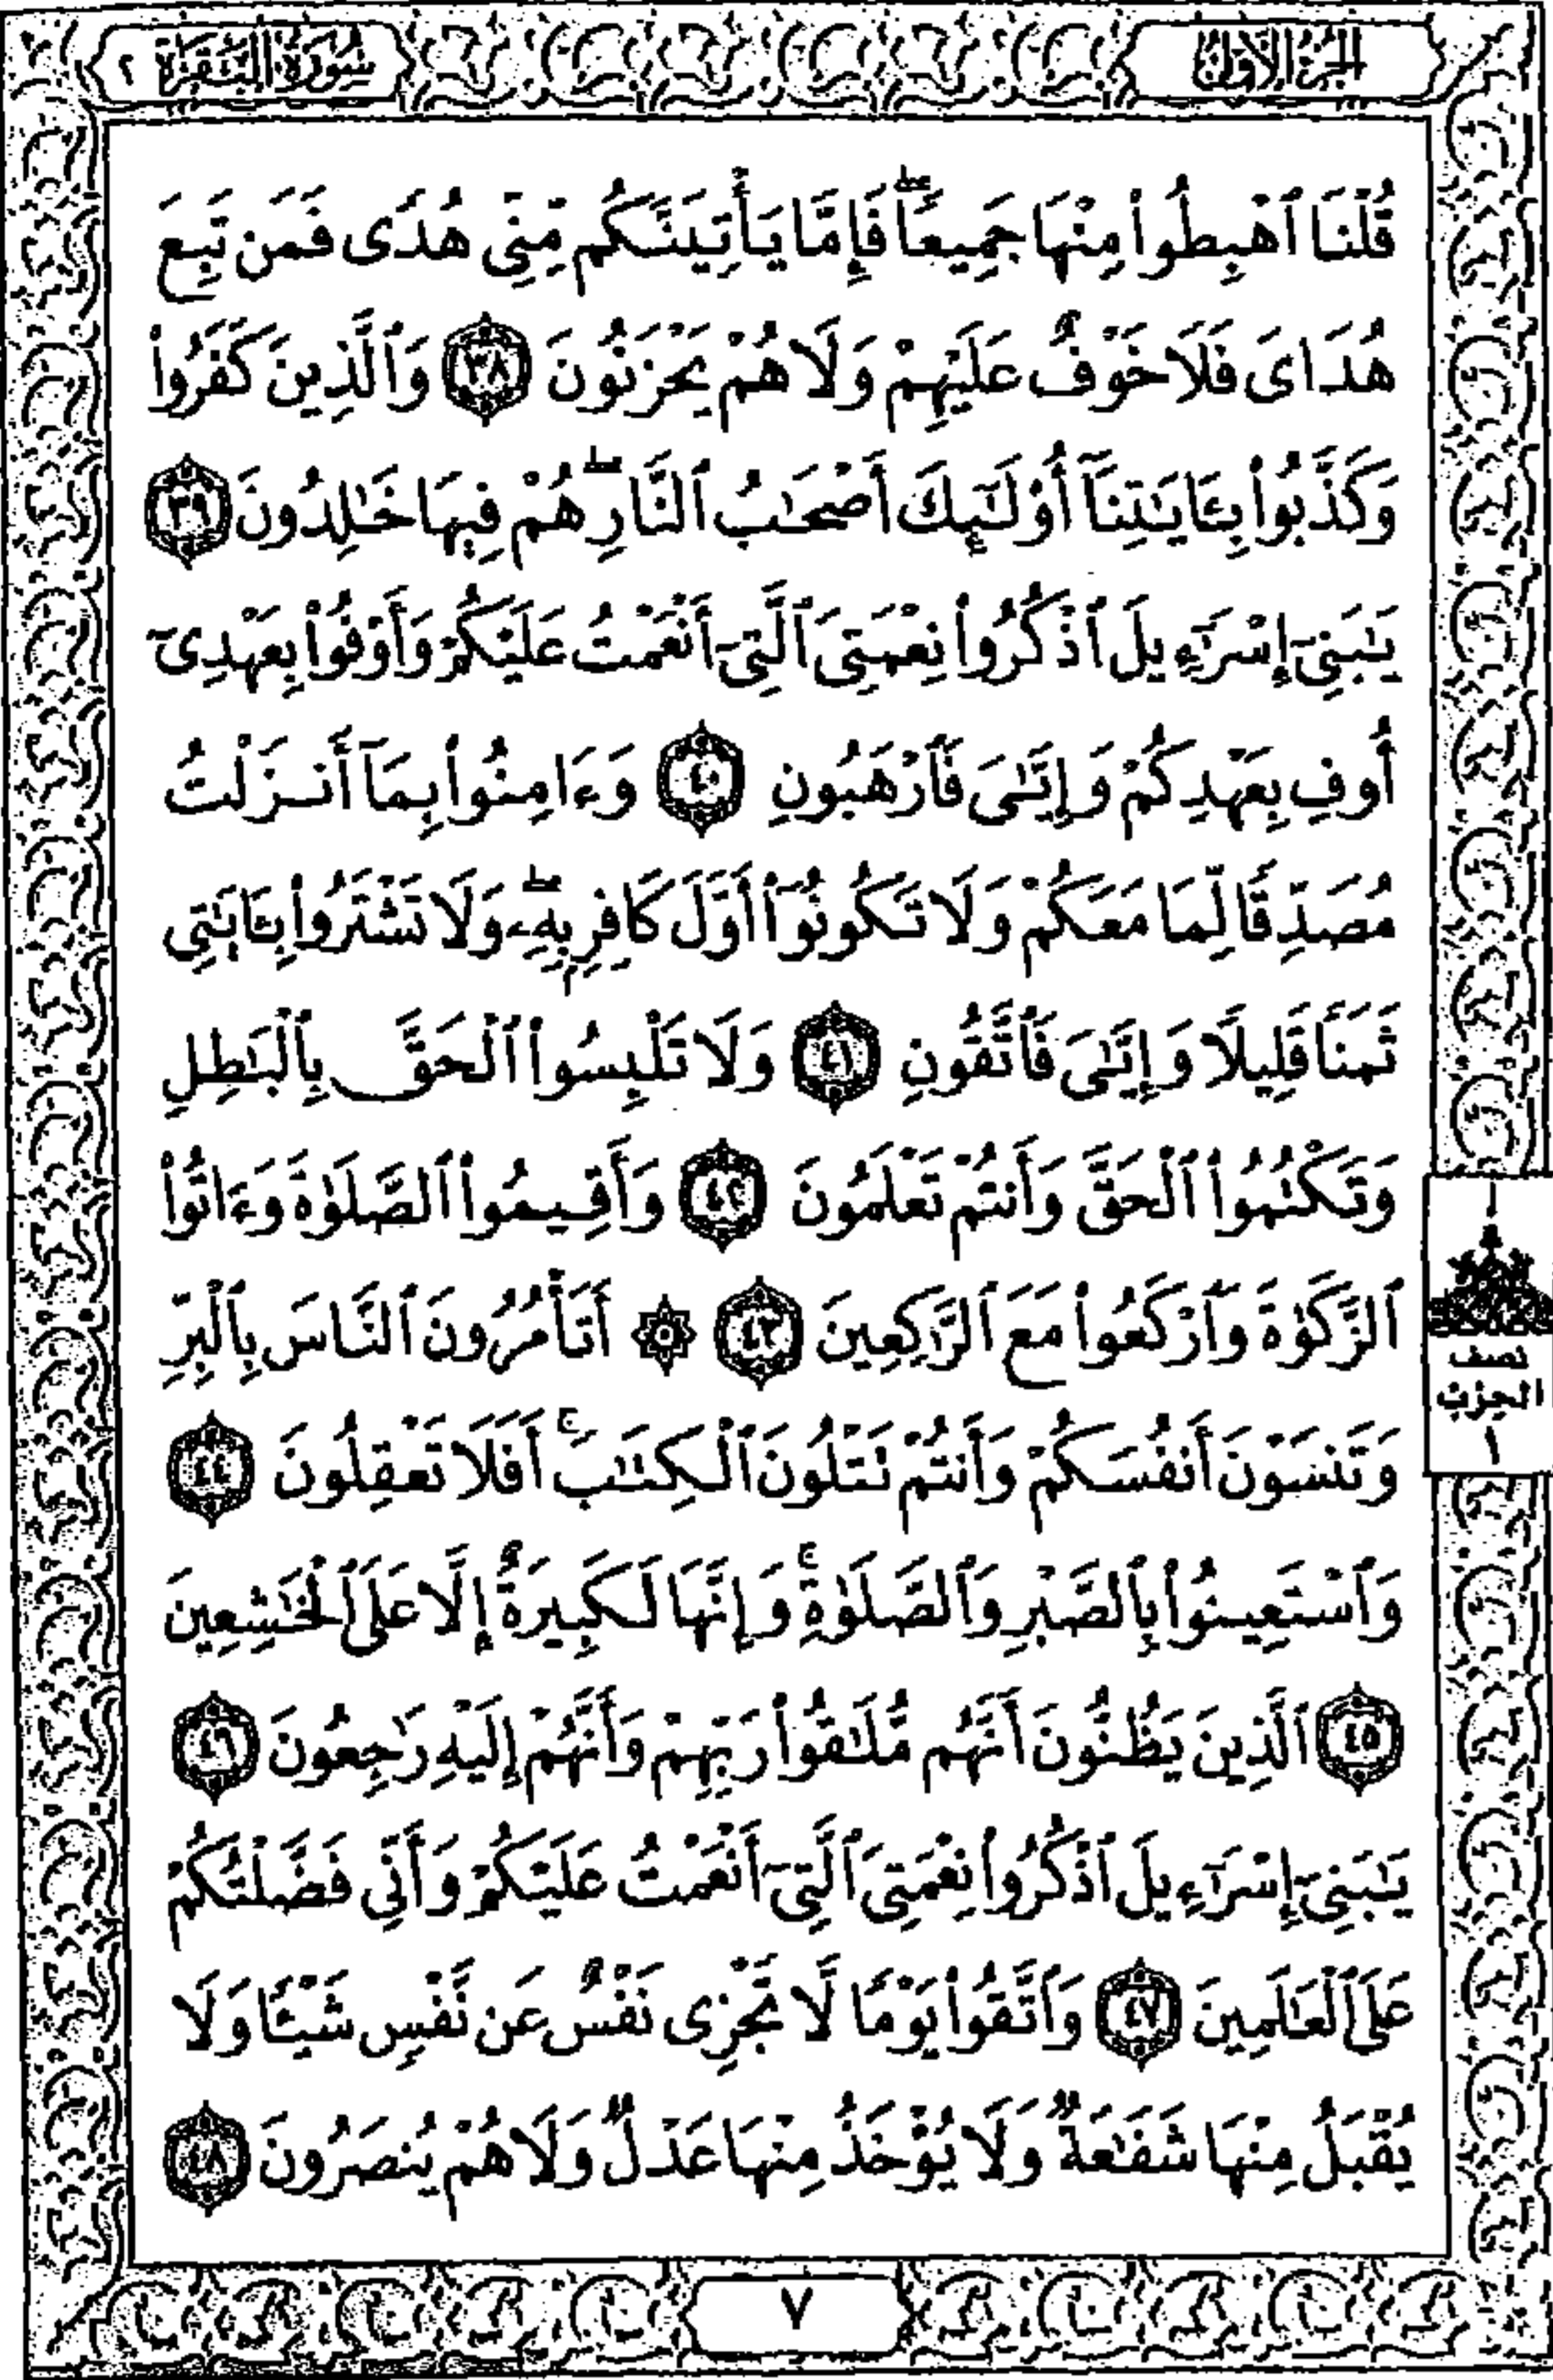 الجزء الأول
سورة البقرة ٢
قُلْنَا ٱهْبِطُوا۟ مِنْهَا جَمِيعًا ۖ فَإِمَّا يَأْتِيَنَّكُم مِّنِّى هُدًى فَمَن تَبِعَ
هُدَاىَ فَلَا خَوْفٌ عَلَيْهِمْ وَلَا هُمْ يَحْزَنُونَ ٣٨ وَٱلَّذِينَ كَفَرُوا۟
وَكَذَّبُوا۟ بِـَٔايَـٰتِنَآ أُو۟لَـٰٓئِكَ أَصْحَـٰبُ ٱلنَّارِ ۖ هُمْ فِيهَا خَـٰلِدُونَ ٣٩
يَـٰبَنِىٓ إِسْرَٰٓءِيلَ ٱذْكُرُوا۟ نِعْمَتِىَ ٱلَّتِىٓ أَنْعَمْتُ عَلَيْكُمْ وَأَوْفُوا۟ بِعَهْدِىٓ
أُوفِ بِعَهْدِكُمْ وَإِيَّـٰىَ فَٱرْهَبُونِ ٤٠ وَءَامِنُوا۟ بِمَآ أَنزَلْتُ
مُصَدِّقًا لِّمَا مَعَكُمْ وَلَا تَكُونُوٓا۟ أَوَّلَ كَافِرٍۭ بِهِۦ ۖ وَلَا تَشْتَرُوا۟ بِـَٔايَـٰتِى
ثَمَنًا قَلِيلًا وَإِيَّـٰىَ فَٱتَّقُونِ ٤١ وَلَا تَلْبِسُوا۟ ٱلْحَقَّ بِٱلْبَـٰطِلِ
وَتَكْتُمُوا۟ ٱلْحَقَّ وَأَنتُمْ تَعْلَمُونَ ٤٢ وَأَقِيمُوا۟ ٱلصَّلَوٰةَ وَءَاتُوا۟
ٱلزَّكَوٰةَ وَٱرْكَعُوا۟ مَعَ ٱلرَّٰكِعِينَ ٤٣ ۞ أَتَأْمُرُونَ ٱلنَّاسَ بِٱلْبِرِّ
وَتَنسَوْنَ أَنفُسَكُمْ وَأَنتُمْ تَتْلُونَ ٱلْكِتَـٰبَ ۚ أَفَلَا تَعْقِلُونَ ٤٤
وَٱسْتَعِينُوا۟ بِٱلصَّبْرِ وَٱلصَّلَوٰةِ ۚ وَإِنَّهَا لَكَبِيرَةٌ إِلَّا عَلَى ٱلْخَـٰشِعِينَ
٤٥ ٱلَّذِينَ يَظُنُّونَ أَنَّهُم مُّلَـٰقُوا۟ رَبِّهِمْ وَأَنَّهُمْ إِلَيْهِ رَٰجِعُونَ ٤٦
يَـٰبَنِىٓ إِسْرَٰٓءِيلَ ٱذْكُرُوا۟ نِعْمَتِىَ ٱلَّتِىٓ أَنْعَمْتُ عَلَيْكُمْ وَأَنِّى فَضَّلْتُكُمْ
عَلَى ٱلْعَـٰلَمِينَ ٤٧ وَٱتَّقُوا۟ يَوْمًا لَّا تَجْزِى نَفْسٌ عَن نَّفْسٍ شَيْـًٔا وَلَا
يُقْبَلُ مِنْهَا شَفَـٰعَةٌ وَلَا يُؤْخَذُ مِنْهَا عَدْلٌ وَلَا هُمْ يُنصَرُونَ ٤٨
نصف
الحزب
١
٧